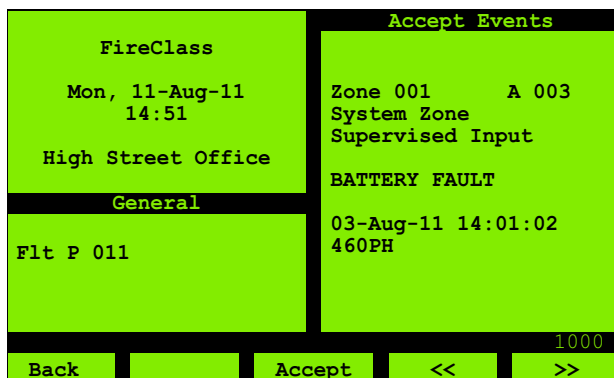 FireClass
Mon, 11-Aug-11
14:51
High Street Office
General
Flt P 011
Accept Events
Zone 001 A 003
System Zone
Supervised Input
BATTERY FAULT
03-Aug-11 14:01:02
460PH
1000
Back Accept << >>